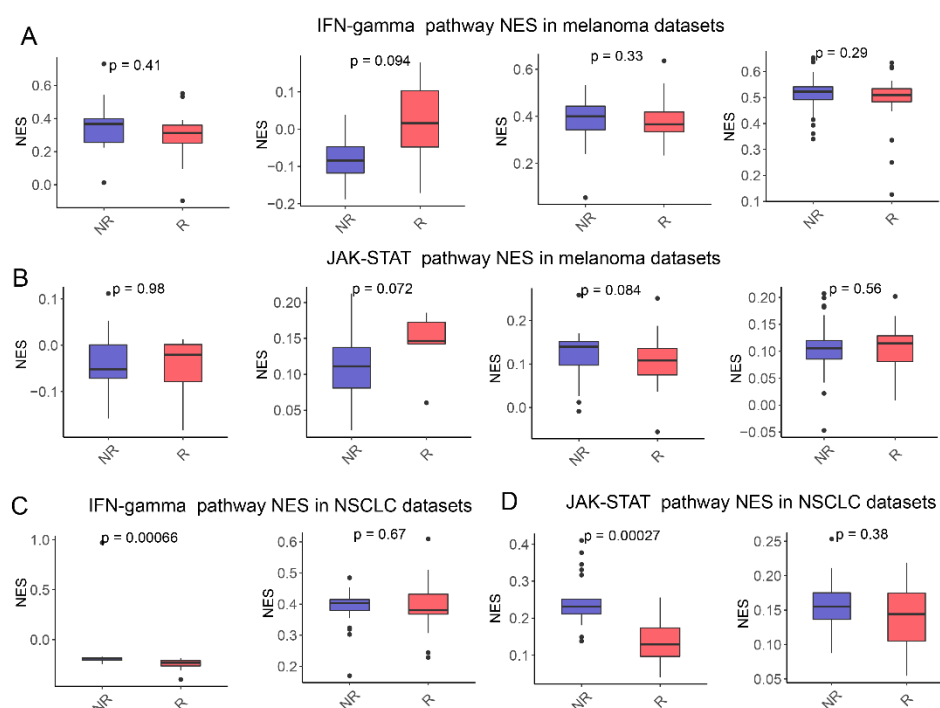 A
IFN-gamma pathway NES in melanoma datasets
p = 0.41
NES
0.6
0.4
0.2
0.0
NR
R
p = 0.094
NES
0.1
0.0
−0.1
−0.2
NR
R
p = 0.33
NES
0.6
0.4
0.2
NR
R
p = 0.29
NES
0.6
0.5
0.4
0.3
0.2
0.1
NR
R
B
JAK-STAT pathway NES in melanoma datasets
p = 0.98
NES
0.1
−0.0
−0.1
NR
R
p = 0.072
NES
0.20
0.15
0.10
0.05
NR
R
p = 0.084
NES
0.2
0.1
0.0
NR
R
p = 0.56
NES
0.20
0.15
0.10
0.05
0.00
−0.05
NR
R
C
IFN-gamma pathway NES in NSCLC datasets
p = 0.00066
NES
1.0
0.5
0.0
NR
R
p = 0.67
NES
0.6
0.5
0.4
0.3
0.2
NR
R
D
JAK-STAT pathway NES in NSCLC datasets
p = 0.00027
NES
0.4
0.3
0.2
0.1
NR
R
p = 0.38
NES
0.25
0.20
0.15
0.10
0.05
NR
R